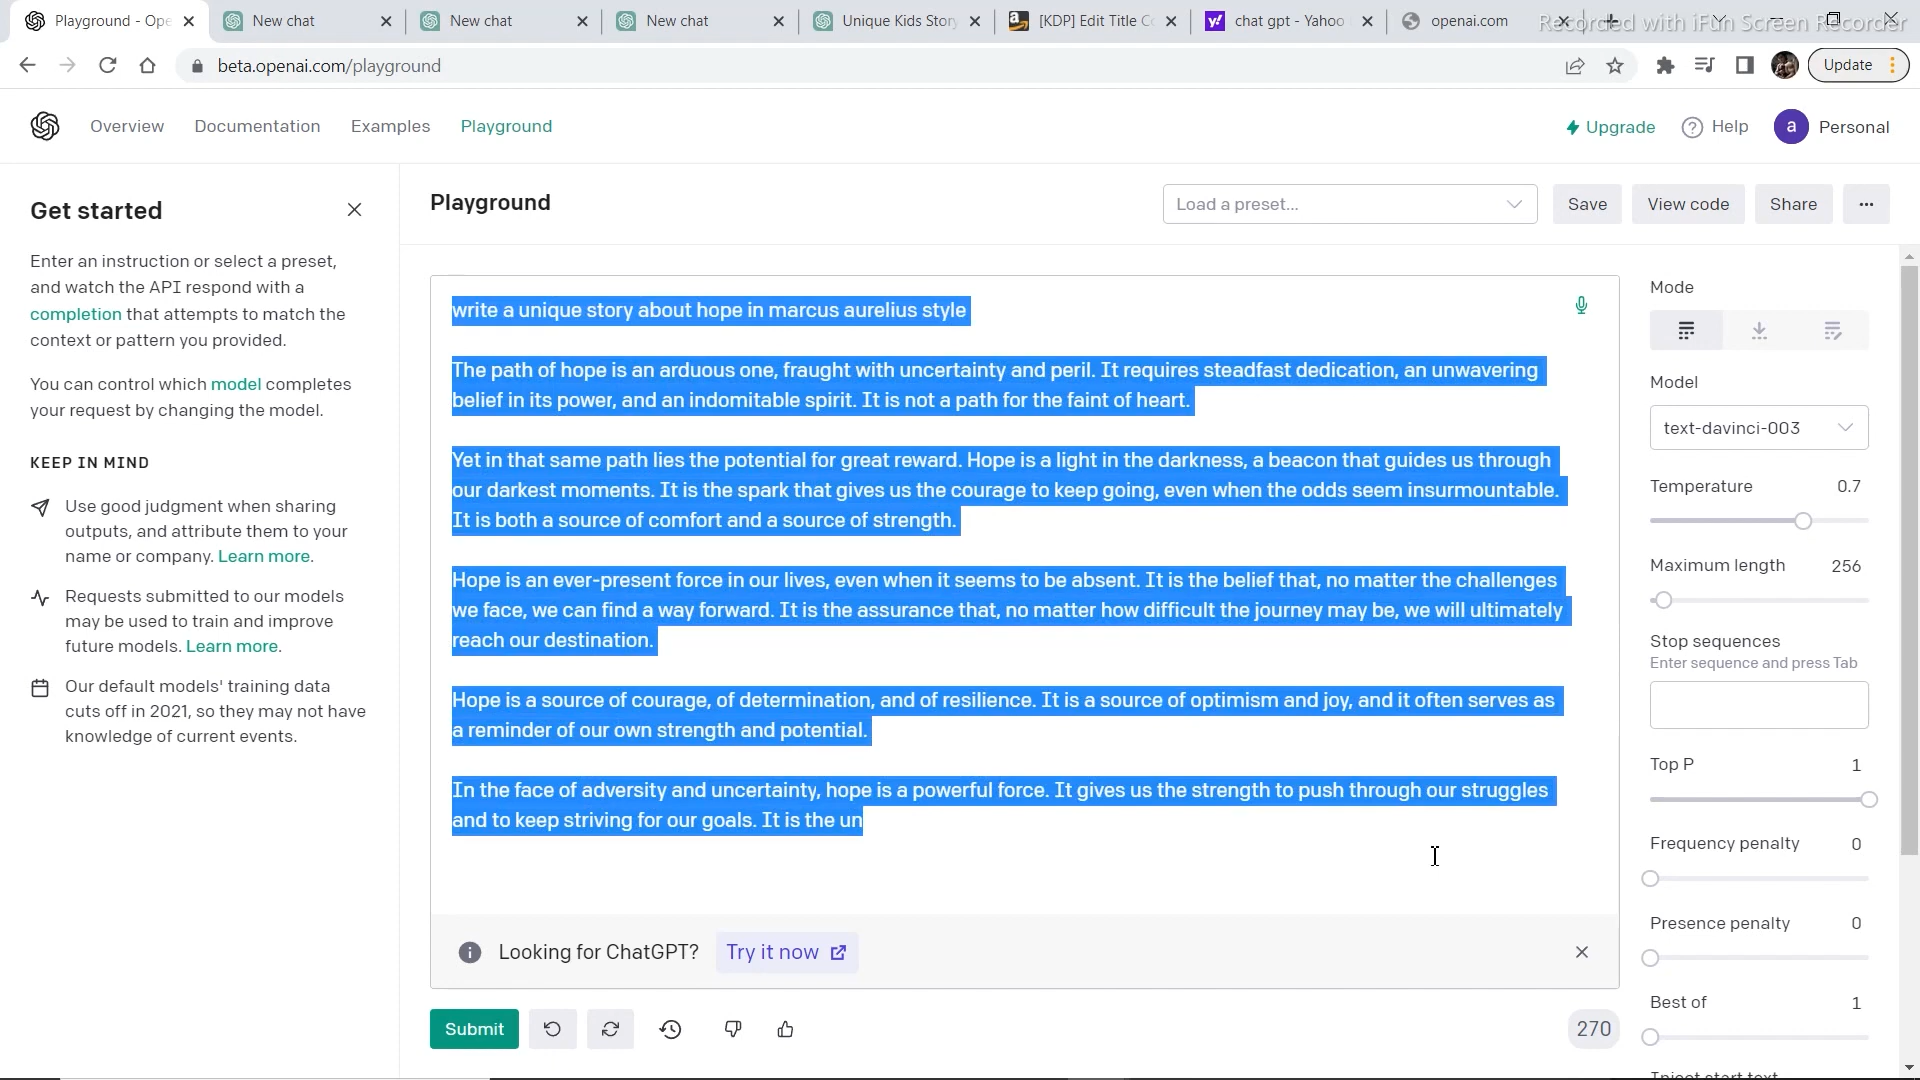 Playground - Ope
New chat
New chat
New chat
Unique Kids Story
[KDP] Edit Title Co
chat gpt - Yahoo
openai.com
Recorded with iFun Screen Recorder
beta.openai.com/playground
Update
Overview
Documentation
Examples
Playground
Upgrade
Help
a
Personal
Get started
Enter an instruction or select a preset,
and watch the API respond with a
completion that attempts to match the
context or pattern you provided.
You can control which model completes
your request by changing the model.
KEEP IN MIND
Use good judgment when sharing
outputs, and attribute them to your
name or company. Learn more.
Requests submitted to our models
may be used to train and improve
future models. Learn more.
Our default models' training data
cuts off in 2021, so they may not have
knowledge of current events.
Playground
Load a preset...
Save
View code
Share
write a unique story about hope in marcus aurelius style
The path of hope is an arduous one, fraught with uncertainty and peril. It requires steadfast dedication, an unwavering
belief in its power, and an indomitable spirit. It is not a path for the faint of heart.
Yet in that same path lies the potential for great reward. Hope is a light in the darkness, a beacon that guides us through
our darkest moments. It is the spark that gives us the courage to keep going, even when the odds seem insurmountable.
It is both a source of comfort and a source of strength.
Hope is an ever-present force in our lives, even when it seems to be absent. It is the belief that, no matter the challenges
we face, we can find a way forward. It is the assurance that, no matter how difficult the journey may be, we will ultimately
reach our destination.
Hope is a source of courage, of determination, and of resilience. It is a source of optimism and joy, and it often serves as
a reminder of our own strength and potential.
In the face of adversity and uncertainty, hope is a powerful force. It gives us the strength to push through our struggles
and to keep striving for our goals. It is the un
Looking for ChatGPT?
Try it now
Submit
270
Mode
Model
text-davinci-003
Temperature 0.7
Maximum length 256
Stop sequences
Enter sequence and press Tab
Top P 1
Frequency penalty 0
Presence penalty 0
Best of 1
Inject start text